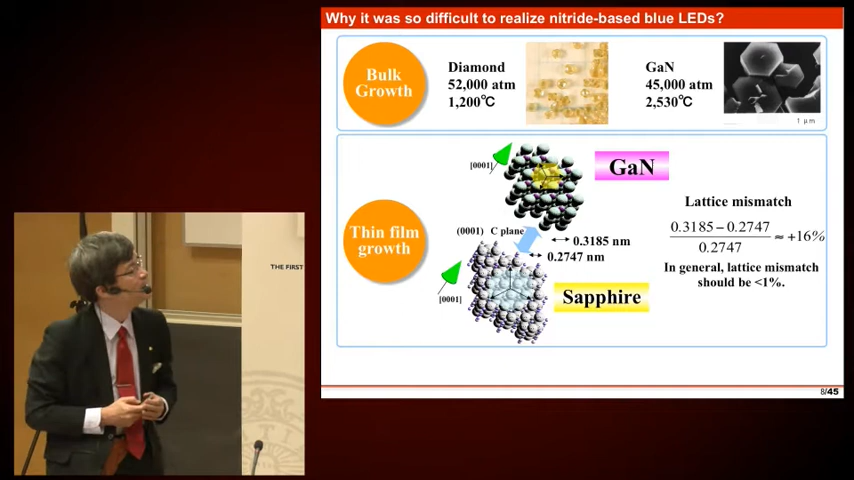 Why it was so difficult to realize nitride-based blue LEDs?
Bulk
Growth
Diamond
52,000 atm
1,200℃
GaN
45,000 atm
2,530℃
1 μm
Thin film
growth
[0001]
GaN
(0001) C plane
0.3185 nm
0.2747 nm
[0001]
Sapphire
Lattice mismatch
0.3185 − 0.2747
0.2747
≈ +16%
In general, lattice mismatch
should be <1%.
8/45
THE FIRST